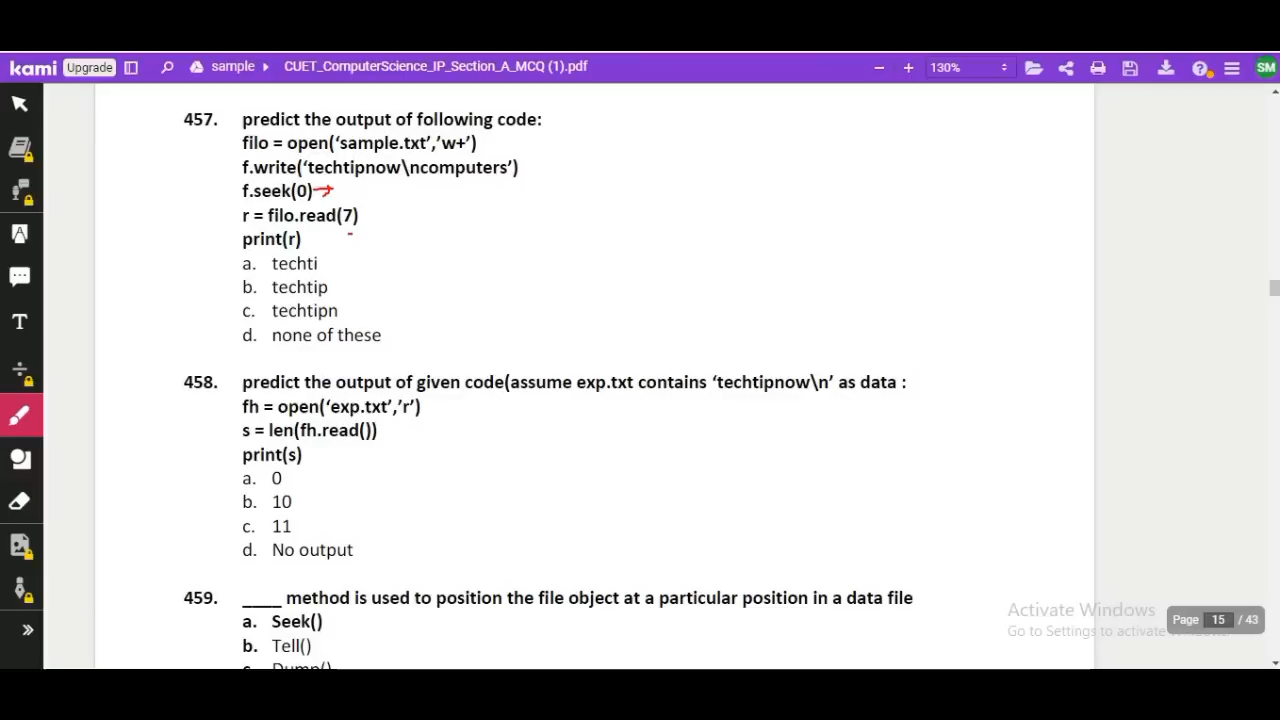 kami Upgrade sample CUET_ComputerScience_IP_Section_A_MCQ (1).pdf 130% SM
457. predict the output of following code:
filo = open(‘sample.txt’,’w+’)
f.write(‘techtipnow\ncomputers’)
f.seek(0)
r = filo.read(7)
print(r)
a. techti
b. techtip
c. techtipn
d. none of these
458. predict the output of given code(assume exp.txt contains ‘techtipnow\n’ as data :
fh = open(‘exp.txt’,’r’)
s = len(fh.read())
print(s)
a. 0
b. 10
c. 11
d. No output
459. ____ method is used to position the file object at a particular position in a data file
a. Seek()
b. Tell()
c. Dump()
Activate Windows
Go to Settings to activate Windows.
Page 15 / 43